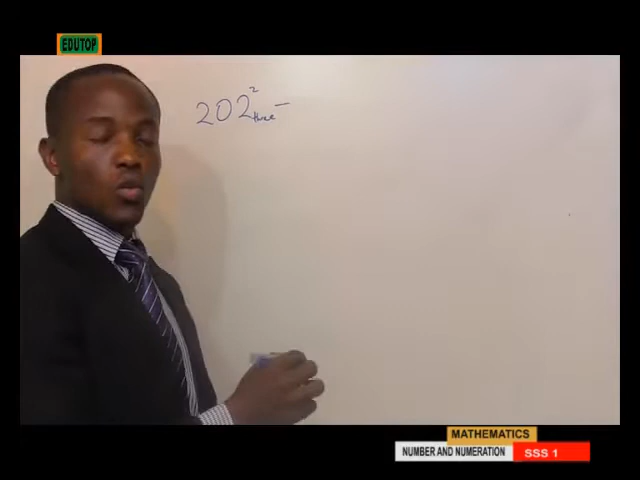 EDUTOP
202²three –
MATHEMATICS
NUMBER AND NUMERATION SSS 1